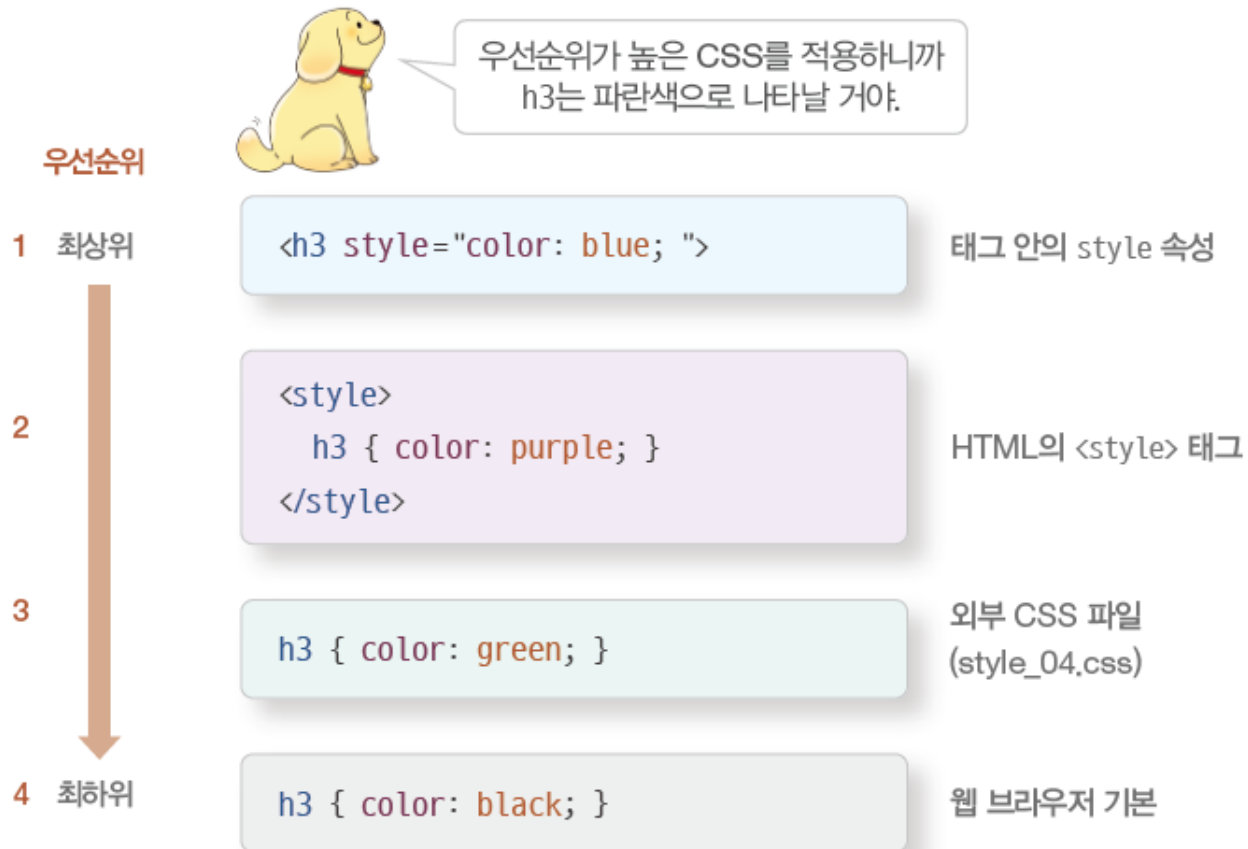 우선순위가 높은 CSS를 적용하니까
h3는 파란색으로 나타날 거야.
우선순위
1 최상위
<h3 style="color: blue; ">
태그 안의 style 속성
2
<style>
h3 { color: purple; }
</style>
HTML의 <style> 태그
3
h3 { color: green; }
외부 CSS 파일
(style_04.css)
4 최하위
h3 { color: black; }
웹 브라우저 기본